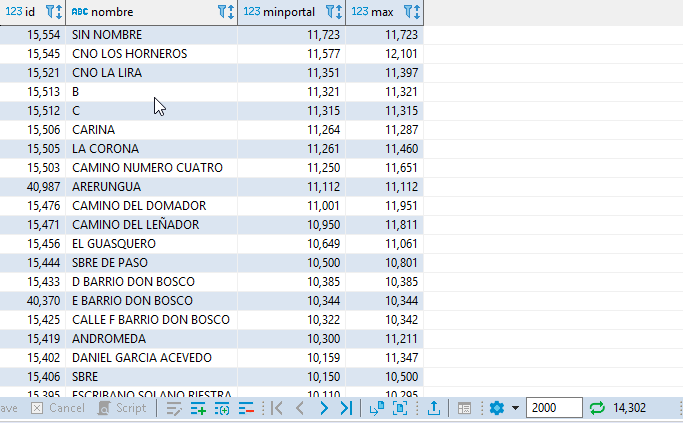 123 id ABC nombre 123 minportal 123 max
15,554 SIN NOMBRE 11,723 11,723
15,545 CNO LOS HORNEROS 11,577 12,101
15,521 CNO LA LIRA 11,351 11,397
15,513 B 11,321 11,321
15,512 C 11,315 11,315
15,506 CARINA 11,264 11,287
15,505 LA CORONA 11,261 11,460
15,503 CAMINO NUMERO CUATRO 11,250 11,651
40,987 ARERUNGUA 11,112 11,112
15,476 CAMINO DEL DOMADOR 11,001 11,951
15,471 CAMINO DEL LEÑADOR 10,950 11,811
15,456 EL GUASQUERO 10,649 11,061
15,444 SBRE DE PASO 10,500 10,801
15,433 D BARRIO DON BOSCO 10,385 10,385
40,370 E BARRIO DON BOSCO 10,344 10,344
15,425 CALLE F BARRIO DON BOSCO 10,322 10,342
15,419 ANDROMEDA 10,300 11,211
15,402 DANIEL GARCIA ACEVEDO 10,159 11,347
15,406 SBRE 10,150 10,500
15,395 ESCRIBANO SOLANO RIESTRA 10,110 10,295
ave Cancel Script 2000 14,302